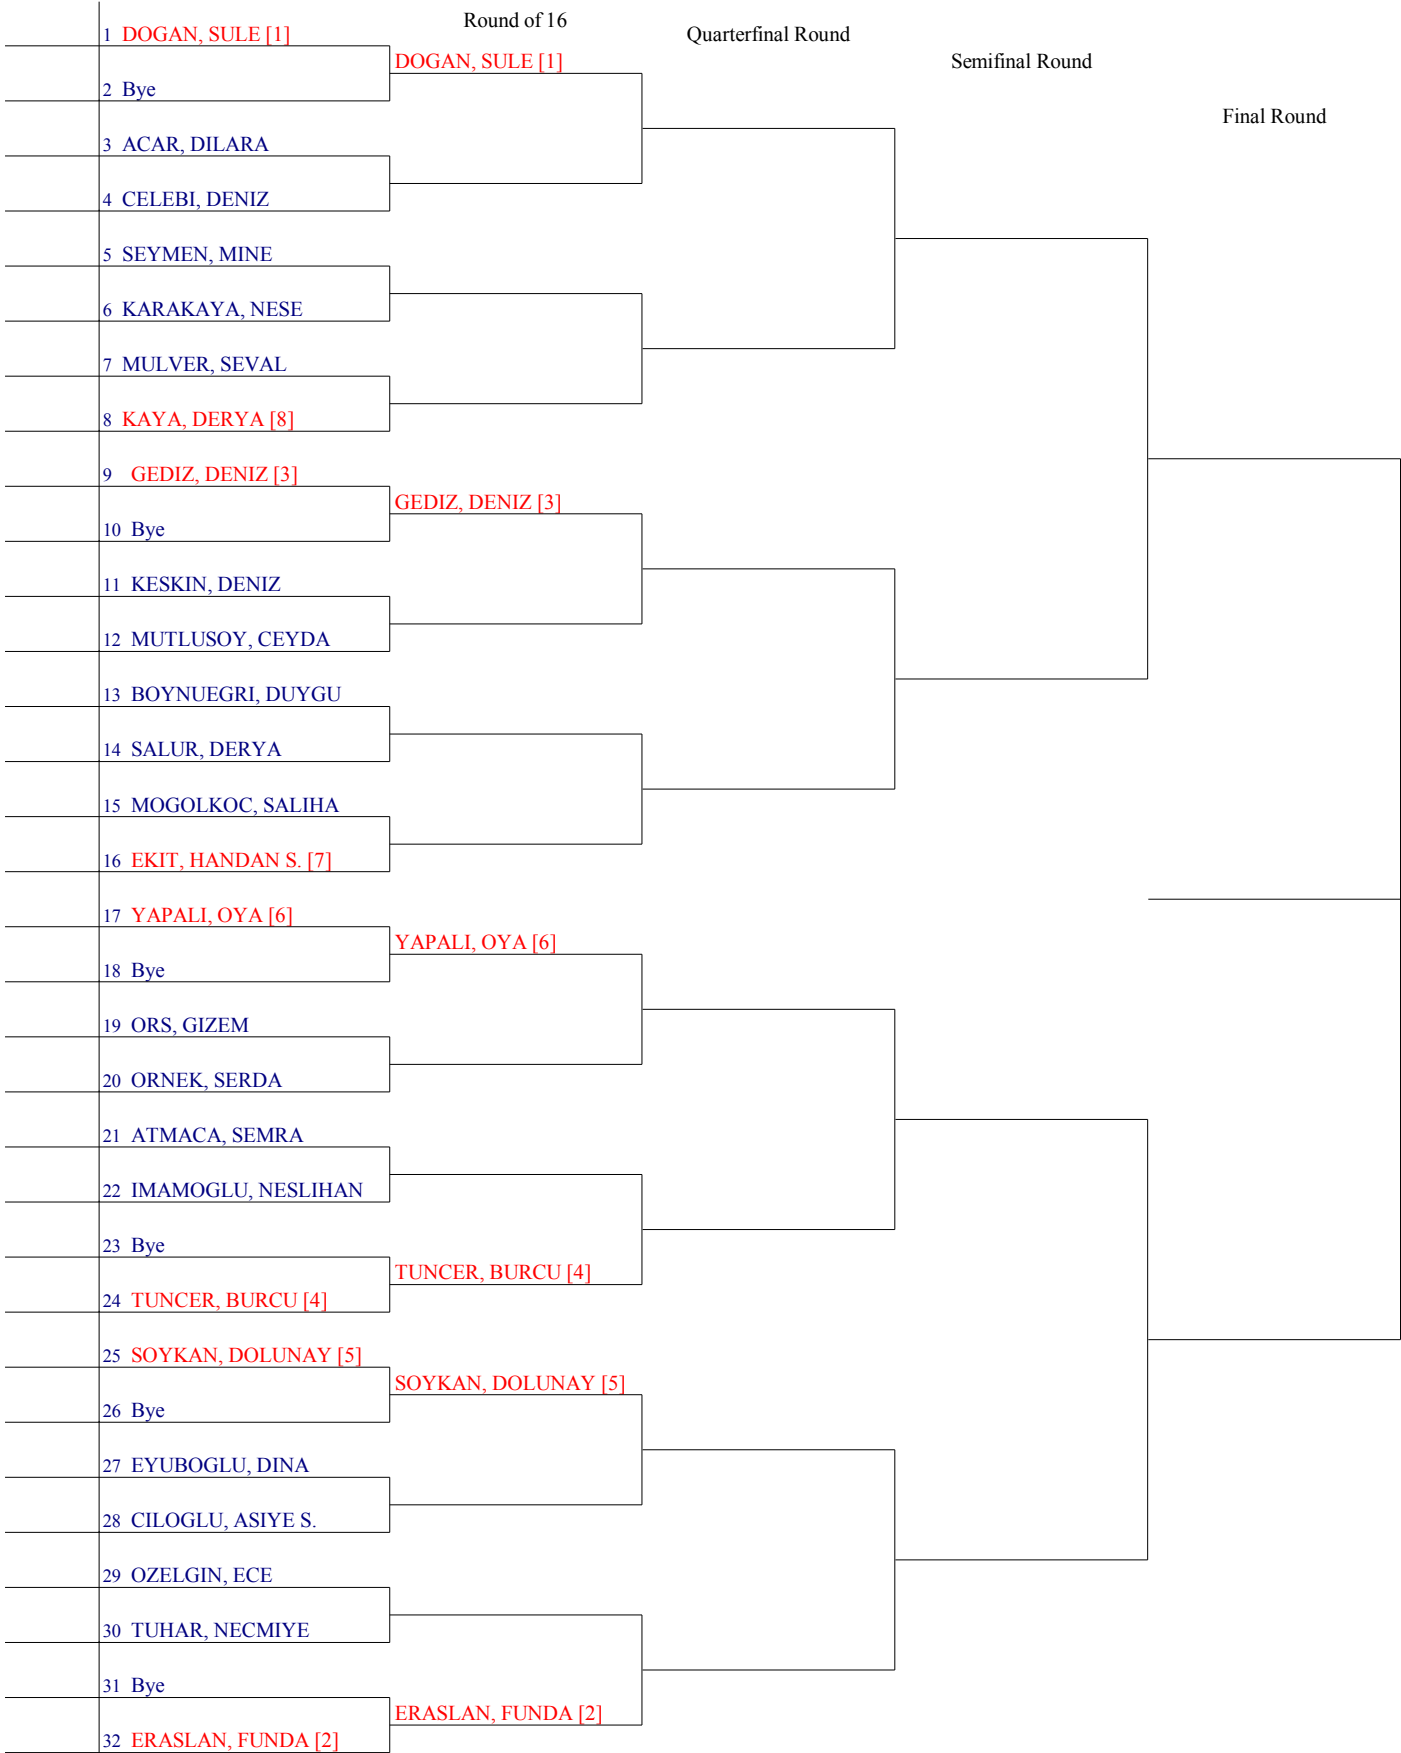 Round of 16
Quarterfinal Round
Semifinal Round
Final Round
1 DOGAN, SULE [1]
DOGAN, SULE [1]
2 Bye
3 ACAR, DILARA
4 CELEBI, DENIZ
5 SEYMEN, MINE
6 KARAKAYA, NESE
7 MULVER, SEVAL
8 KAYA, DERYA [8]
9 GEDIZ, DENIZ [3]
GEDIZ, DENIZ [3]
10 Bye
11 KESKIN, DENIZ
12 MUTLUSOY, CEYDA
13 BOYNUEGRI, DUYGU
14 SALUR, DERYA
15 MOGOLKOC, SALIHA
16 EKIT, HANDAN S. [7]
17 YAPALI, OYA [6]
YAPALI, OYA [6]
18 Bye
19 ORS, GIZEM
20 ORNEK, SERDA
21 ATMACA, SEMRA
22 IMAMOGLU, NESLIHAN
23 Bye
TUNCER, BURCU [4]
24 TUNCER, BURCU [4]
25 SOYKAN, DOLUNAY [5]
SOYKAN, DOLUNAY [5]
26 Bye
27 EYUBOGLU, DINA
28 CILOGLU, ASIYE S.
29 OZELGIN, ECE
30 TUHAR, NECMIYE
31 Bye
ERASLAN, FUNDA [2]
32 ERASLAN, FUNDA [2]